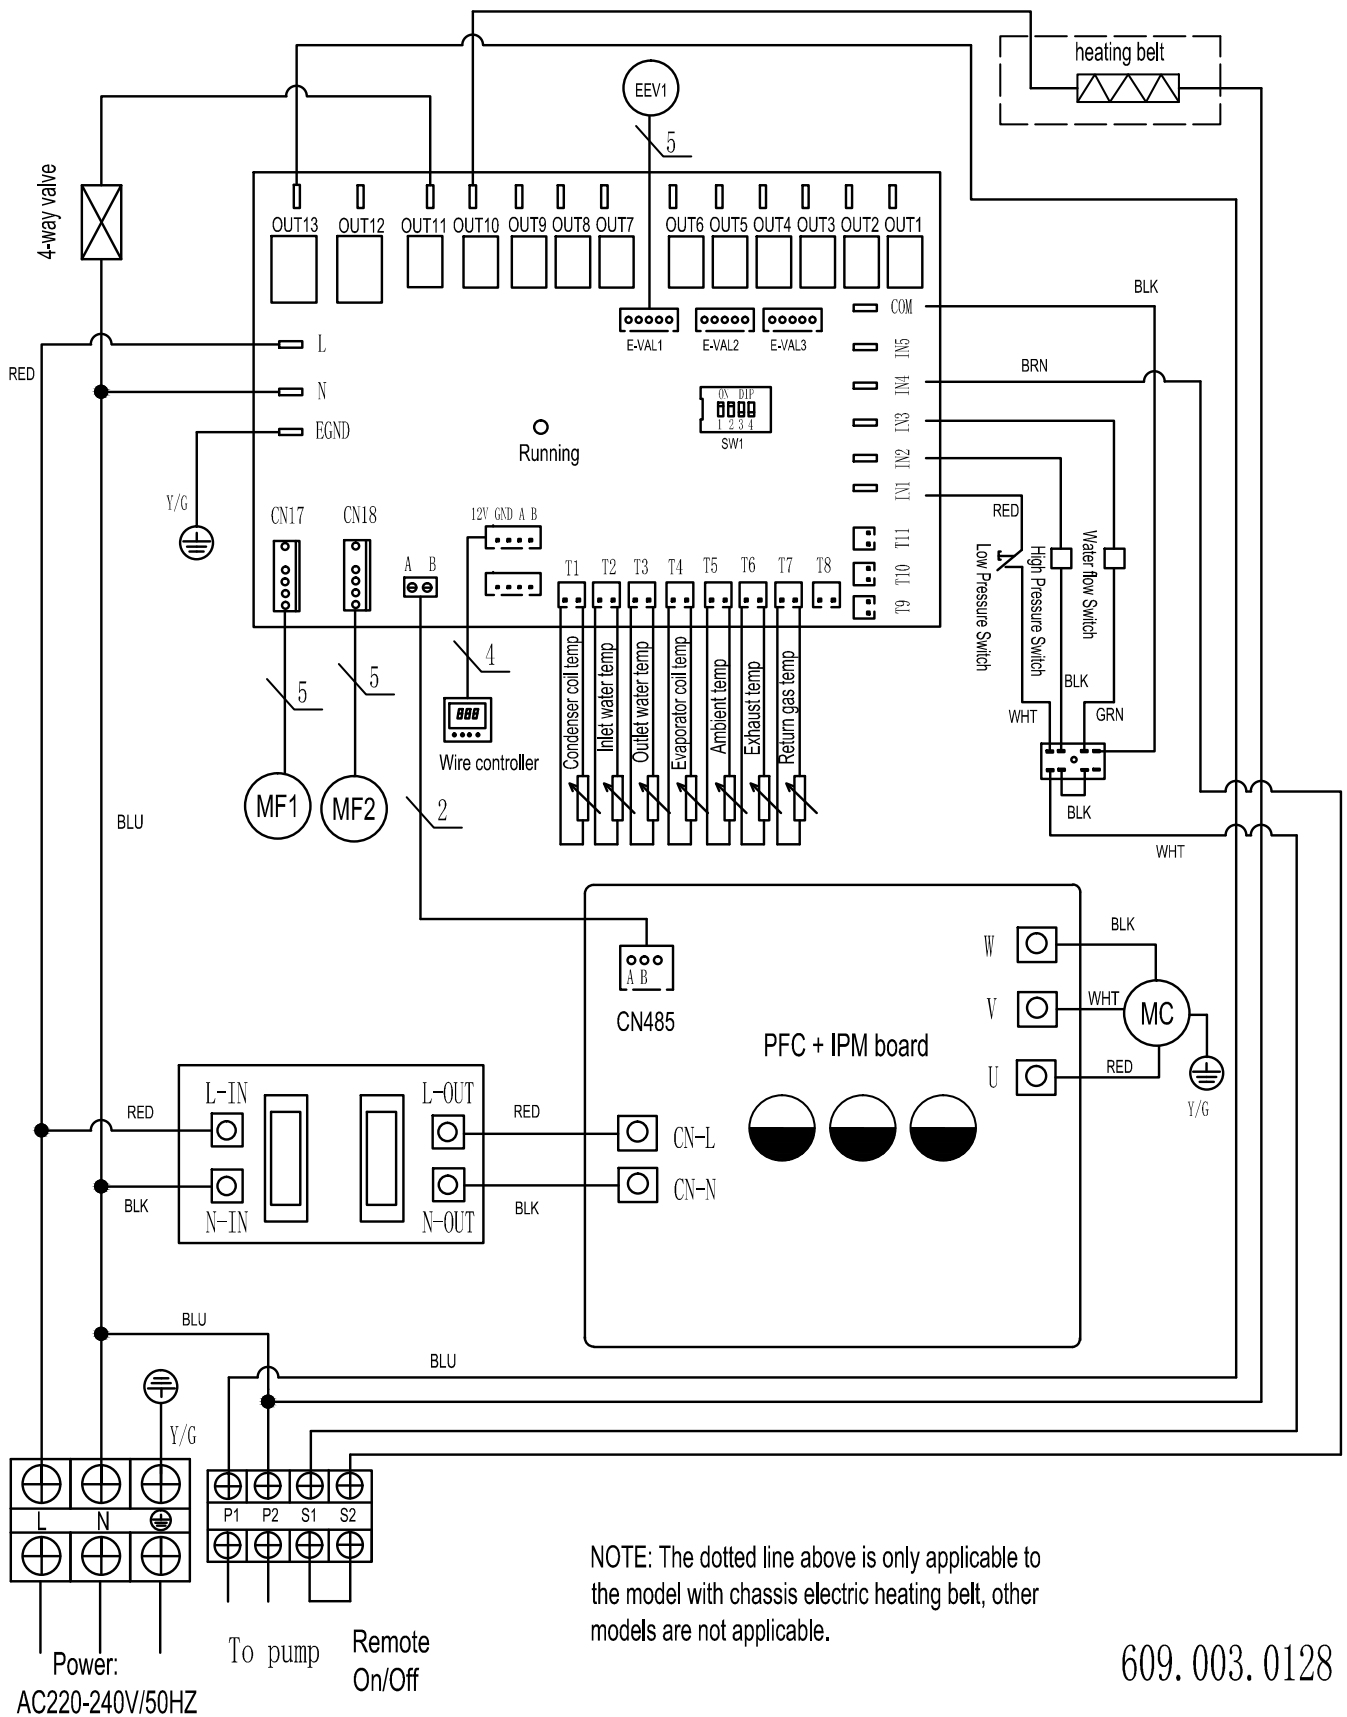 heating belt
EEV1
5
4-way valve
OUT13 OUT12 OUT11 OUT10 OUT9 OUT8 OUT7 OUT6 OUT5 OUT4 OUT3 OUT2 OUT1
E-VAL1 E-VAL2 E-VAL3
COM
IN5
IN4
IN3
IN2
IN1
BLK
BRN
RED
L
N
EGND
Y/G
ON DIP
1 2 3 4
SW1
Running
CN17 CN18
12V GND A B
A B
T1 T2 T3 T4 T5 T6 T7 T8
T11
T10
T9
RED
Low Pressure Switch
High Pressure Switch
Water flow Switch
BLK
WHT
GRN
BLK
WHT
5
5
4
Condenser coil temp
Inlet water temp
Outlet water temp
Evaporator coil temp
Ambient temp
Exhaust temp
Return gas temp
888
Wire controller
MF1 MF2
2
BLU
A B
CN485
PFC + IPM board
W
V
U
BLK
WHT
RED
MC
Y/G
L-IN L-OUT
N-IN N-OUT
RED
BLK
RED
BLK
CN-L
CN-N
BLU
BLU
Y/G
L N
P1 P2 S1 S2
Power:
AC220-240V/50HZ
To pump
Remote
On/Off
NOTE: The dotted line above is only applicable to
the model with chassis electric heating belt, other
models are not applicable.
609.003.0128